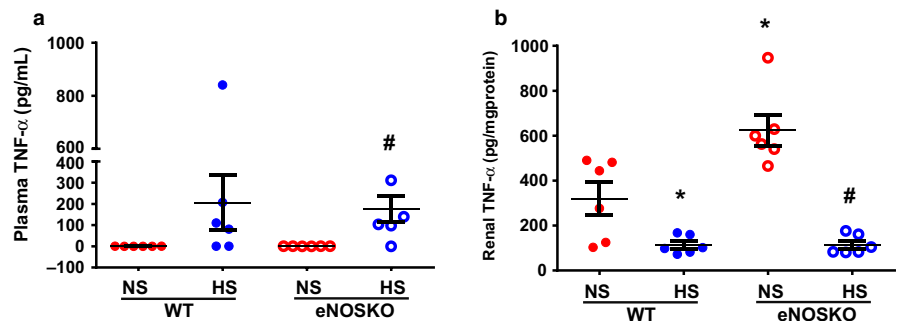 a
Plasma TNF-α (pg/mL)
1000
800
600
400
300
200
100
0
–100
NS HS NS HS
WT eNOSKO
#
b
Renal TNF-α (pg/mgprotein)
1000
800
600
400
200
0
*
*
#
NS HS NS HS
WT eNOSKO